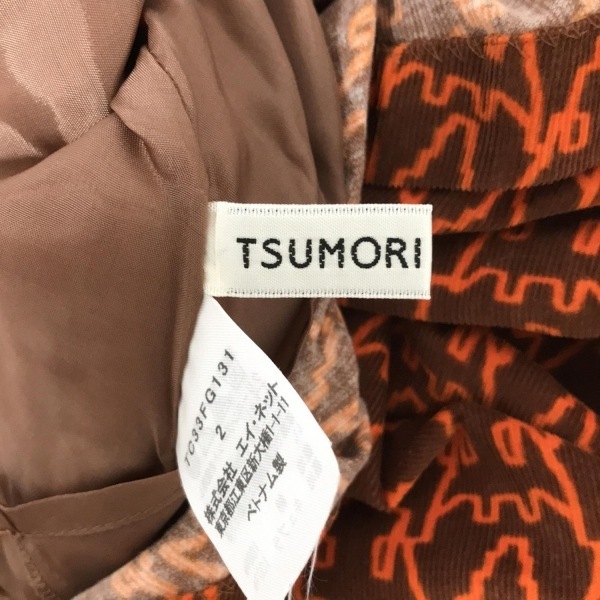 TSUMORI
TC33FG131
2
株式会社 エイ・ネット
東京都江東区新大橋1-1-11
ベトナム製